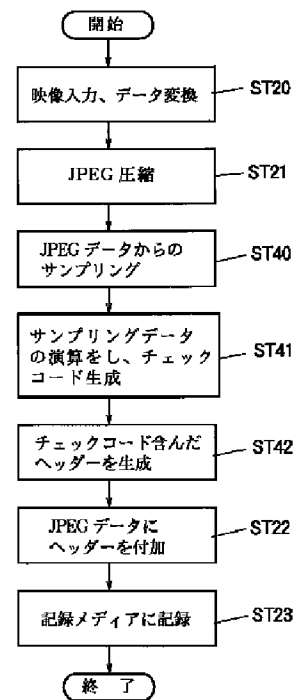 開始
映像入力、データ変換
ST20
JPEG 圧縮
ST21
JPEG データからの
サンプリング
ST40
サンプリングデータ
の演算をし、チェック
コード生成
ST41
チェックコード含んだ
ヘッダーを生成
ST42
JPEG データに
ヘッダーを付加
ST22
記録メディアに記録
ST23
終 了